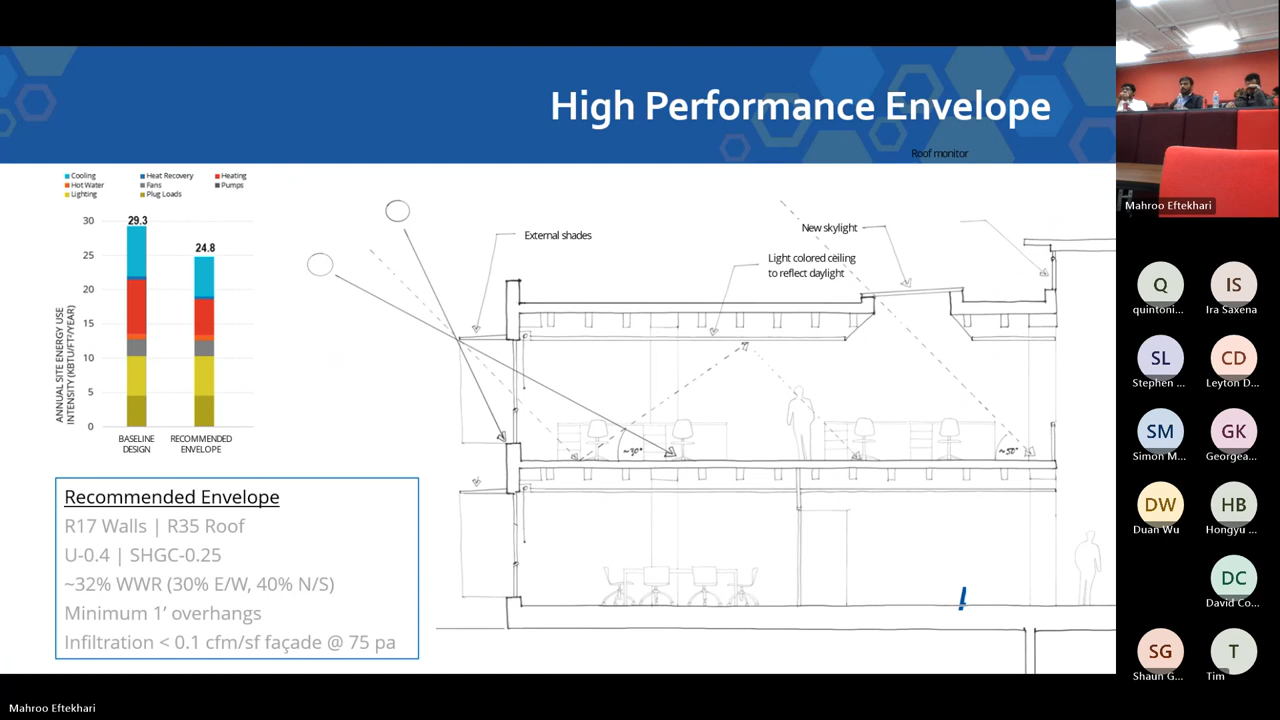 High Performance Envelope
Roof monitor
Cooling
Heat Recovery
Heating
Hot Water
Fans
Pumps
Lighting
Plug Loads
ANNUAL SITE ENERGY USE
INTENSITY (KBTU/FT²/YEAR)
30
25
20
15
10
5
0
29.3
24.8
BASELINE
DESIGN
RECOMMENDED
ENVELOPE
External shades
New skylight
Light colored ceiling
to reflect daylight
~30°
~50°
Recommended Envelope
R17 Walls | R35 Roof
U-0.4 | SHGC-0.25
~32% WWR (30% E/W, 40% N/S)
Minimum 1’ overhangs
Infiltration < 0.1 cfm/sf façade @ 75 pa
Mahroo Eftekhari
Q
quintoni...
IS
Ira Saxena
SL
Stephen ...
CD
Leyton D...
SM
Simon M...
GK
Georgea...
DW
Duan Wu
HB
Hongyu ...
DC
David Co...
SG
Shaun G...
T
Tim
Mahroo Eftekhari